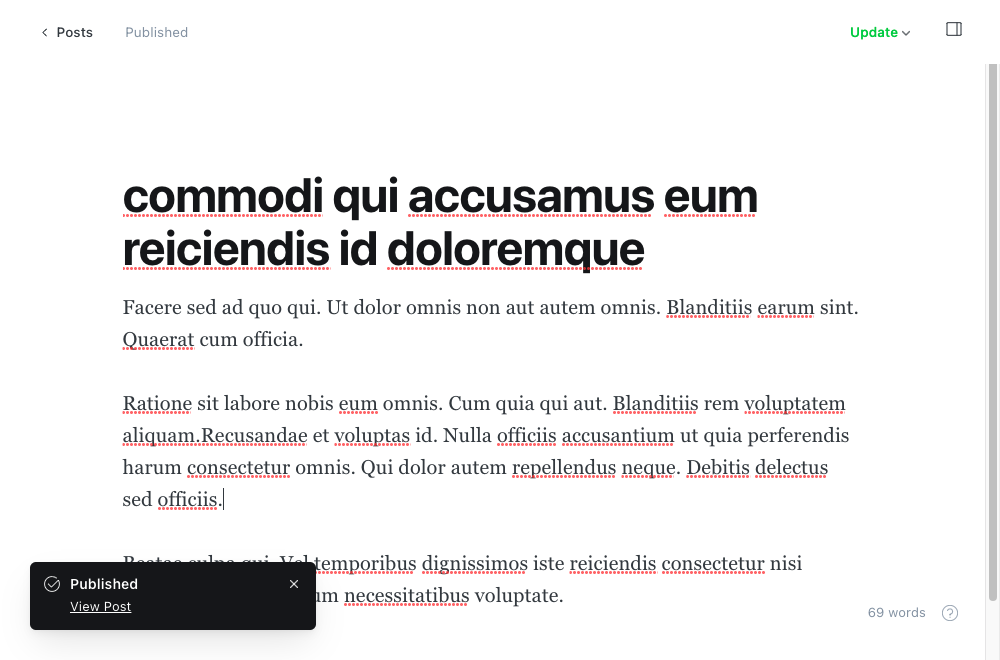 Posts Published Update
commodi qui accusamus eum
reiciendis id doloremque
Facere sed ad quo qui. Ut dolor omnis non aut autem omnis. Blanditiis earum sint.
Quaerat cum officia.
Ratione sit labore nobis eum omnis. Cum quia qui aut. Blanditiis rem voluptatem
aliquam.Recusandae et voluptas id. Nulla officiis accusantium ut quia perferendis
harum consectetur omnis. Qui dolor autem repellendus neque. Debitis delectus
sed officiis.
temporibus dignissimos iste reiciendis consectetur nisi
necessitatibus voluptate.
Published
View Post
69 words